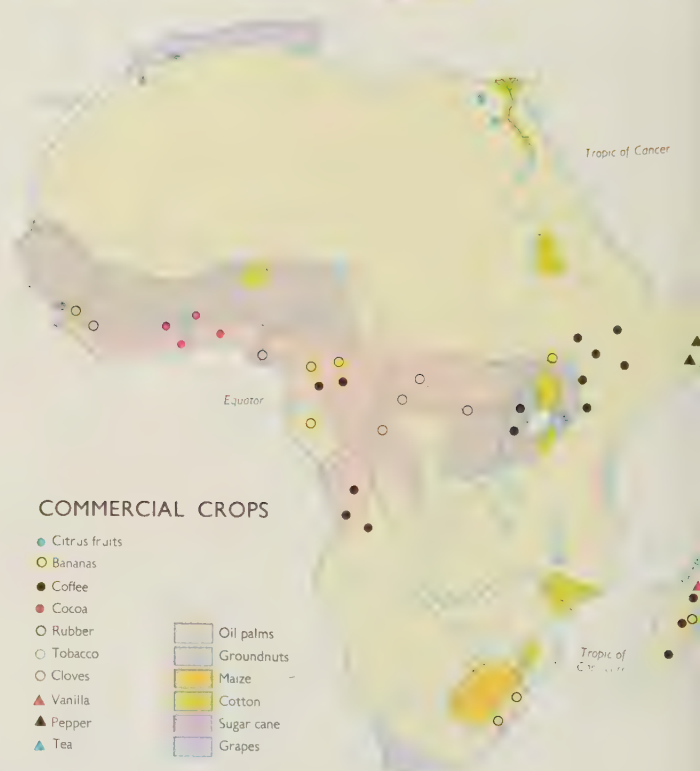 Tropic of Cancer
Equator
COMMERCIAL CROPS
Citrus fruits
Bananas
Coffee
Cocoa
Rubber
Tobacco
Cloves
Vanilla
Pepper
Tea
Oil palms
Groundnuts
Maize
Cotton
Sugar cane
Grapes
Tropic of